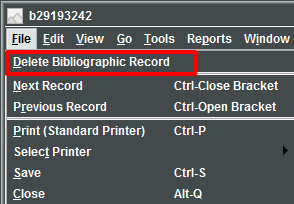 b29193242
File Edit View Go Tools Reports Window
Delete Bibliographic Record
Next Record Ctrl-Close Bracket
Previous Record Ctrl-Open Bracket
Print (Standard Printer) Ctrl-P
Select Printer
Save Ctrl-S
Close Alt-Q